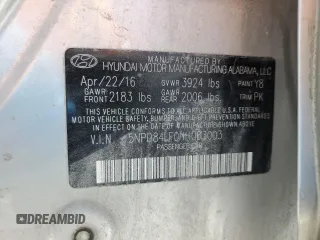 MANUFACTURED BY
HYUNDAI MOTOR MANUFACTURING ALABAMA, LLC
Apr/22/16 GVWR 3924 lbs PAINT Y8
GAWR FRONT 2183 lbs GAWR REAR 2006 lbs TRIM PK
THIS VEHICLE CONFORMS TO ALL APPLICABLE U.S. FEDERAL
MOTOR VEHICLE SAFETY, BUMPER, AND
THEFT PREVENTION STANDARDS IN EFFECT ON THE DATE OF
MANUFACTURE SHOWN ABOVE.
V.I.N :
PASSENGER CAR
AUTOBIDMASTER